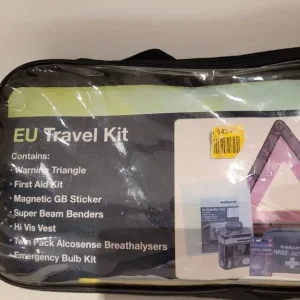 EU Travel Kit
Contains:
• Warning Triangle
• First Aid Kit
• Magnetic GB Sticker
• Super Beam Benders
• Hi Vis Vest
• Twin Pack Alcosense Breathalysers
• Emergency Bulb Kit